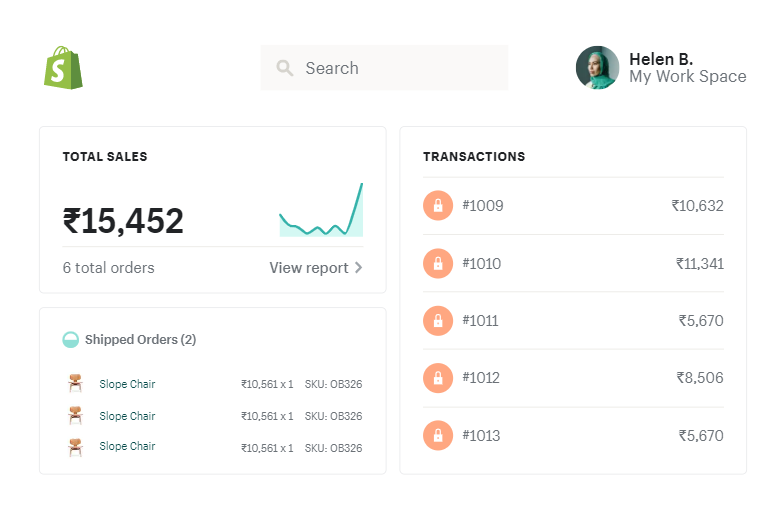 S
Search
Helen B.
My Work Space
TOTAL SALES
₹15,452
6 total orders
View report
Shipped Orders (2)
Slope Chair ₹10,561 x 1 SKU: OB326
Slope Chair ₹10,561 x 1 SKU: OB326
Slope Chair ₹10,561 x 1 SKU: OB326
TRANSACTIONS
#1009 ₹10,632
#1010 ₹11,341
#1011 ₹5,670
#1012 ₹8,506
#1013 ₹5,670